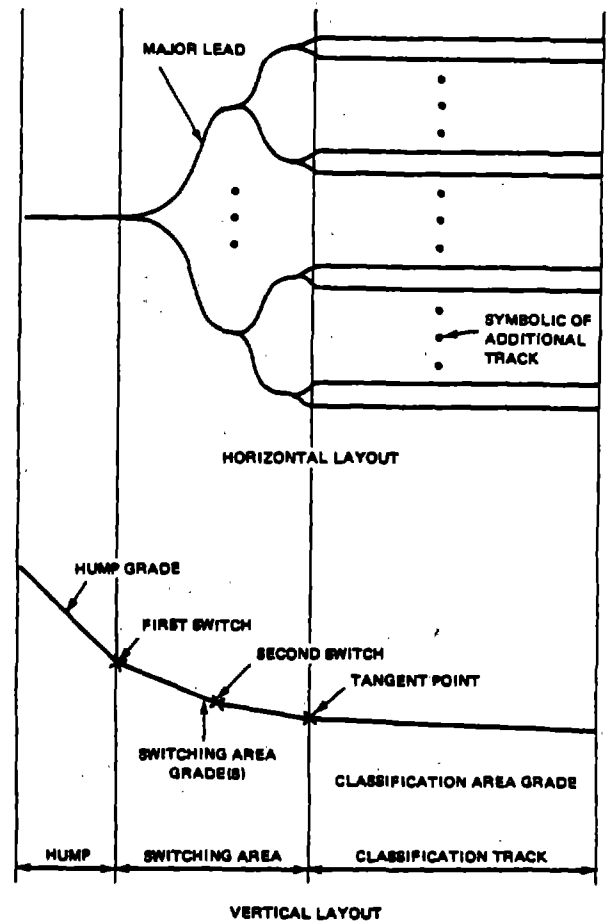 MAJOR LEAD
SYMBOLIC OF
ADDITIONAL
TRACK
HORIZONTAL LAYOUT
HUMP GRADE
FIRST SWITCH
SECOND SWITCH
TANGENT POINT
SWITCHING AREA
GRADE(S)
CLASSIFICATION AREA GRADE
HUMP
SWITCHING AREA
CLASSIFICATION TRACK
VERTICAL LAYOUT